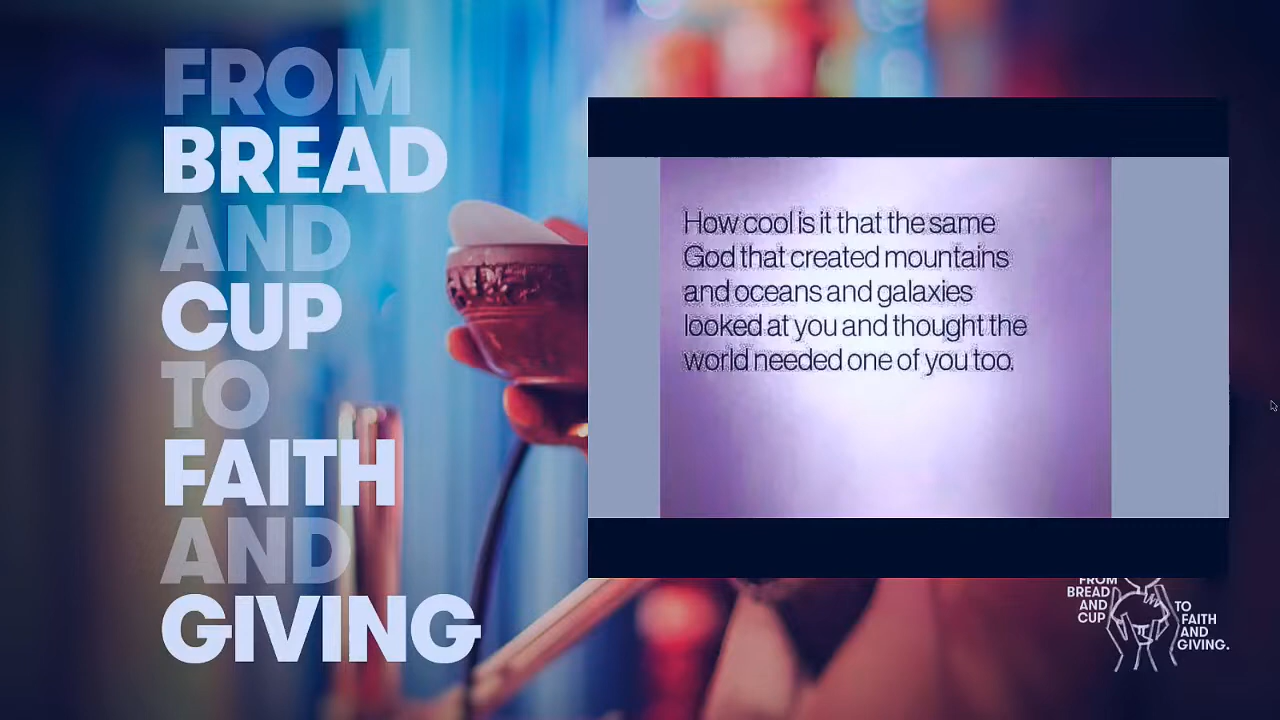 FROM
BREAD
AND
CUP
TO
FAITH
AND
GIVING
How cool is it that the same
God that created mountains
and oceans and galaxies
looked at you and thought the
world needed one of you too.
FROM
BREAD
AND
CUP
TO
FAITH
AND
GIVING.